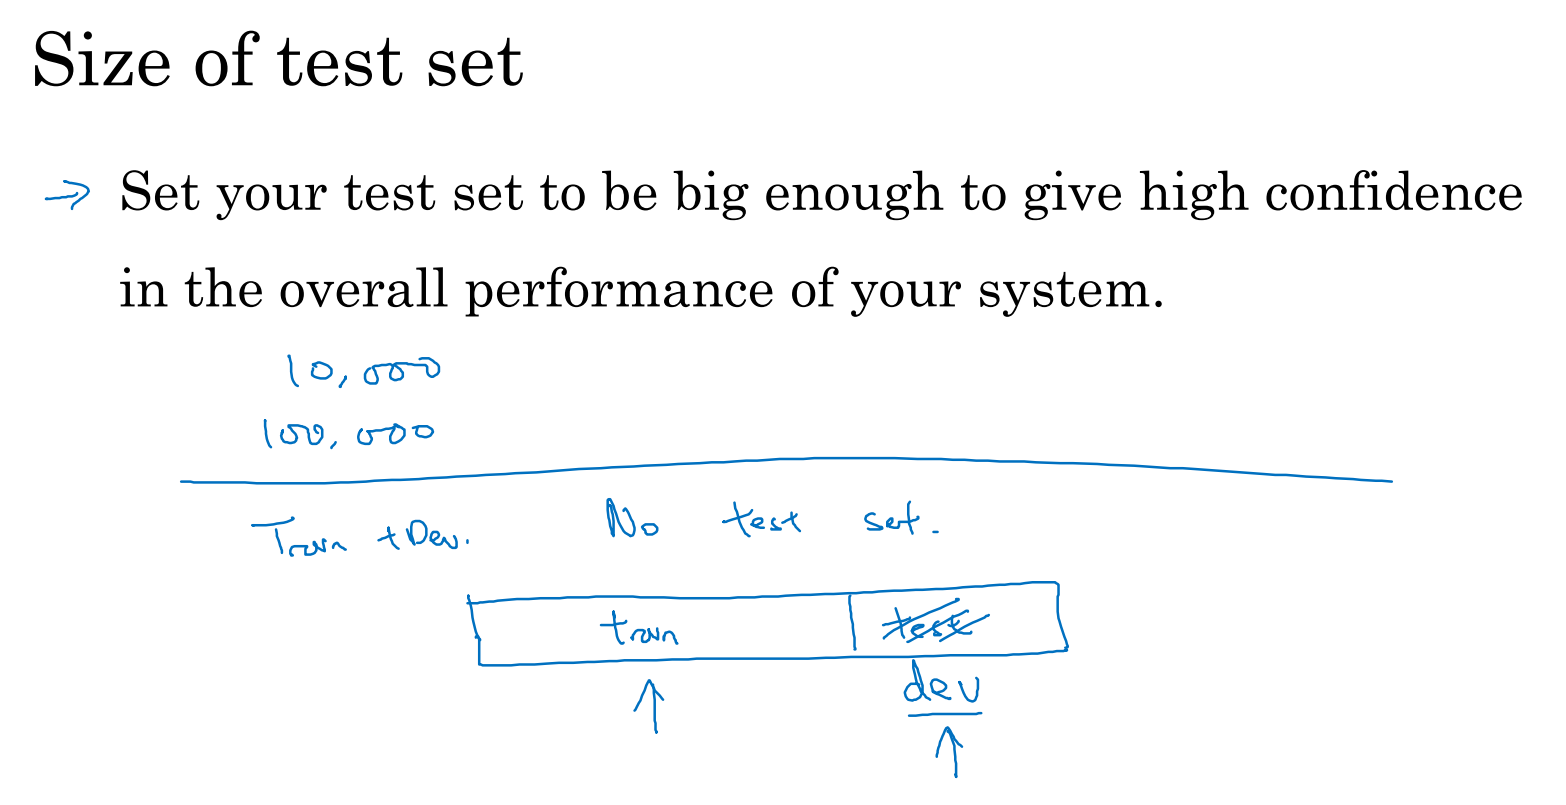 Size of test set
→ Set your test set to be big enough to give high confidence
in the overall performance of your system.
10,000
100,000
Train + Dev. No test set.
train test
dev